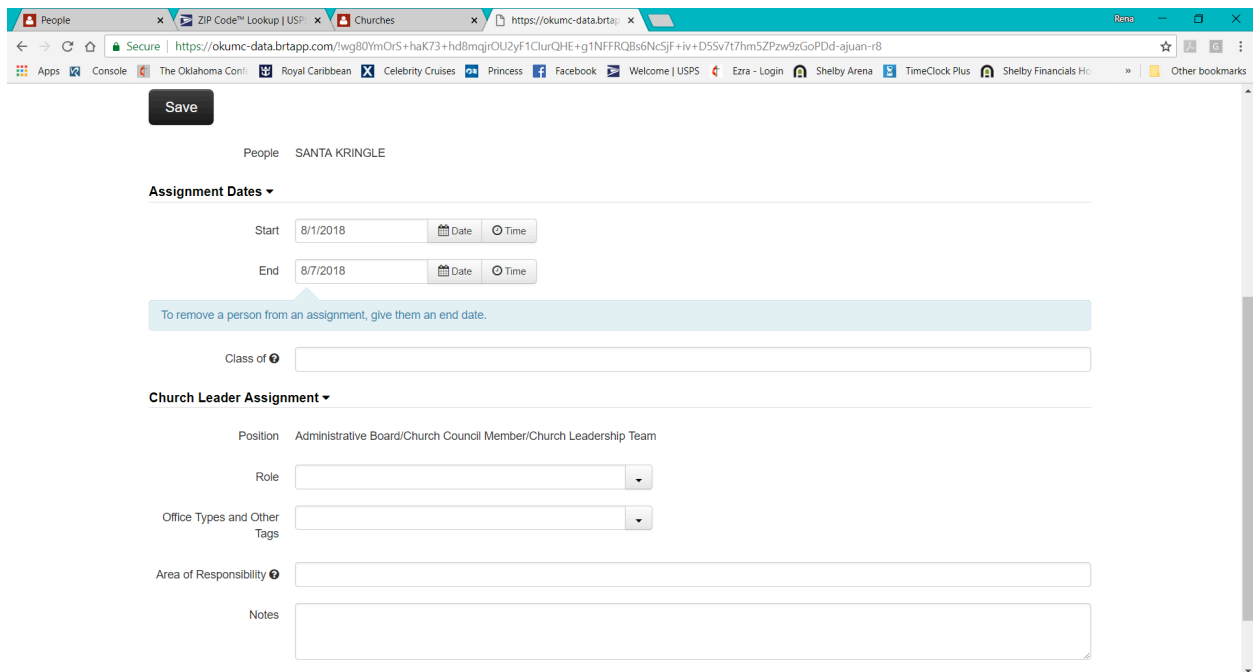 People
ZIP Code™ Lookup | USP
Churches
https://okumc-data.brtap
Rena
Secure | https://okumc-data.brtapp.com/!wg80YmOrS+haK73+hd8mqjrOU2yF1CIurQHE+g1NFFRQBs6NcSjF+iv+D5Sv7t7hm5ZPzw9zGoPDd-ajuan-r8
Apps Console The Oklahoma Conf Royal Caribbean Celebrity Cruises Princess Facebook Welcome | USPS Ezra - Login Shelby Arena TimeClock Plus Shelby Financials Ho » Other bookmarks
Save
People SANTA KRINGLE
Assignment Dates
Start 8/1/2018 Date Time
End 8/7/2018 Date Time
To remove a person from an assignment, give them an end date.
Class of
Church Leader Assignment
Position Administrative Board/Church Council Member/Church Leadership Team
Role
Office Types and Other
Tags
Area of Responsibility
Notes